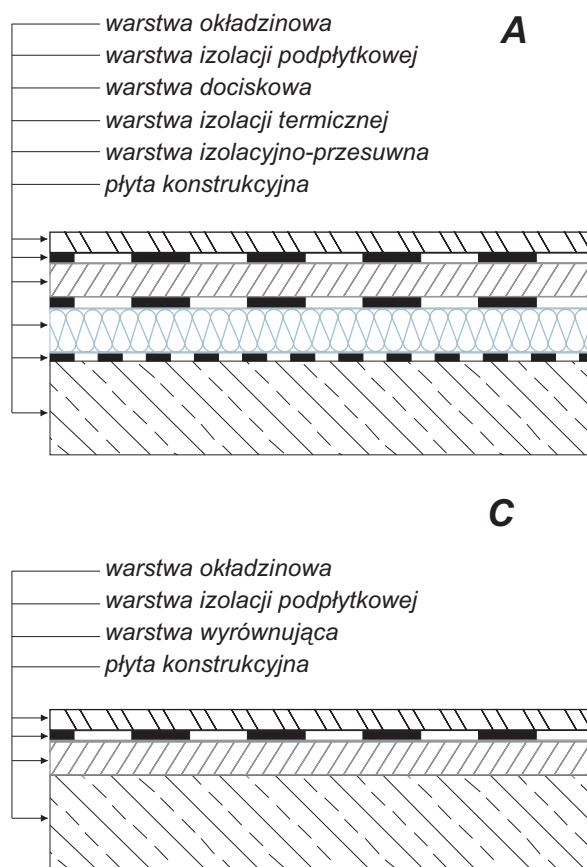 warstwa okładzinowa
A
warstwa izolacji podpłytkowej
warstwa dociskowa
warstwa izolacji termicznej
warstwa izolacyjno-przesuwna
płyta konstrukcyjna
C
warstwa okładzinowa
warstwa izolacji podpłytkowej
warstwa wyrównująca
płyta konstrukcyjna